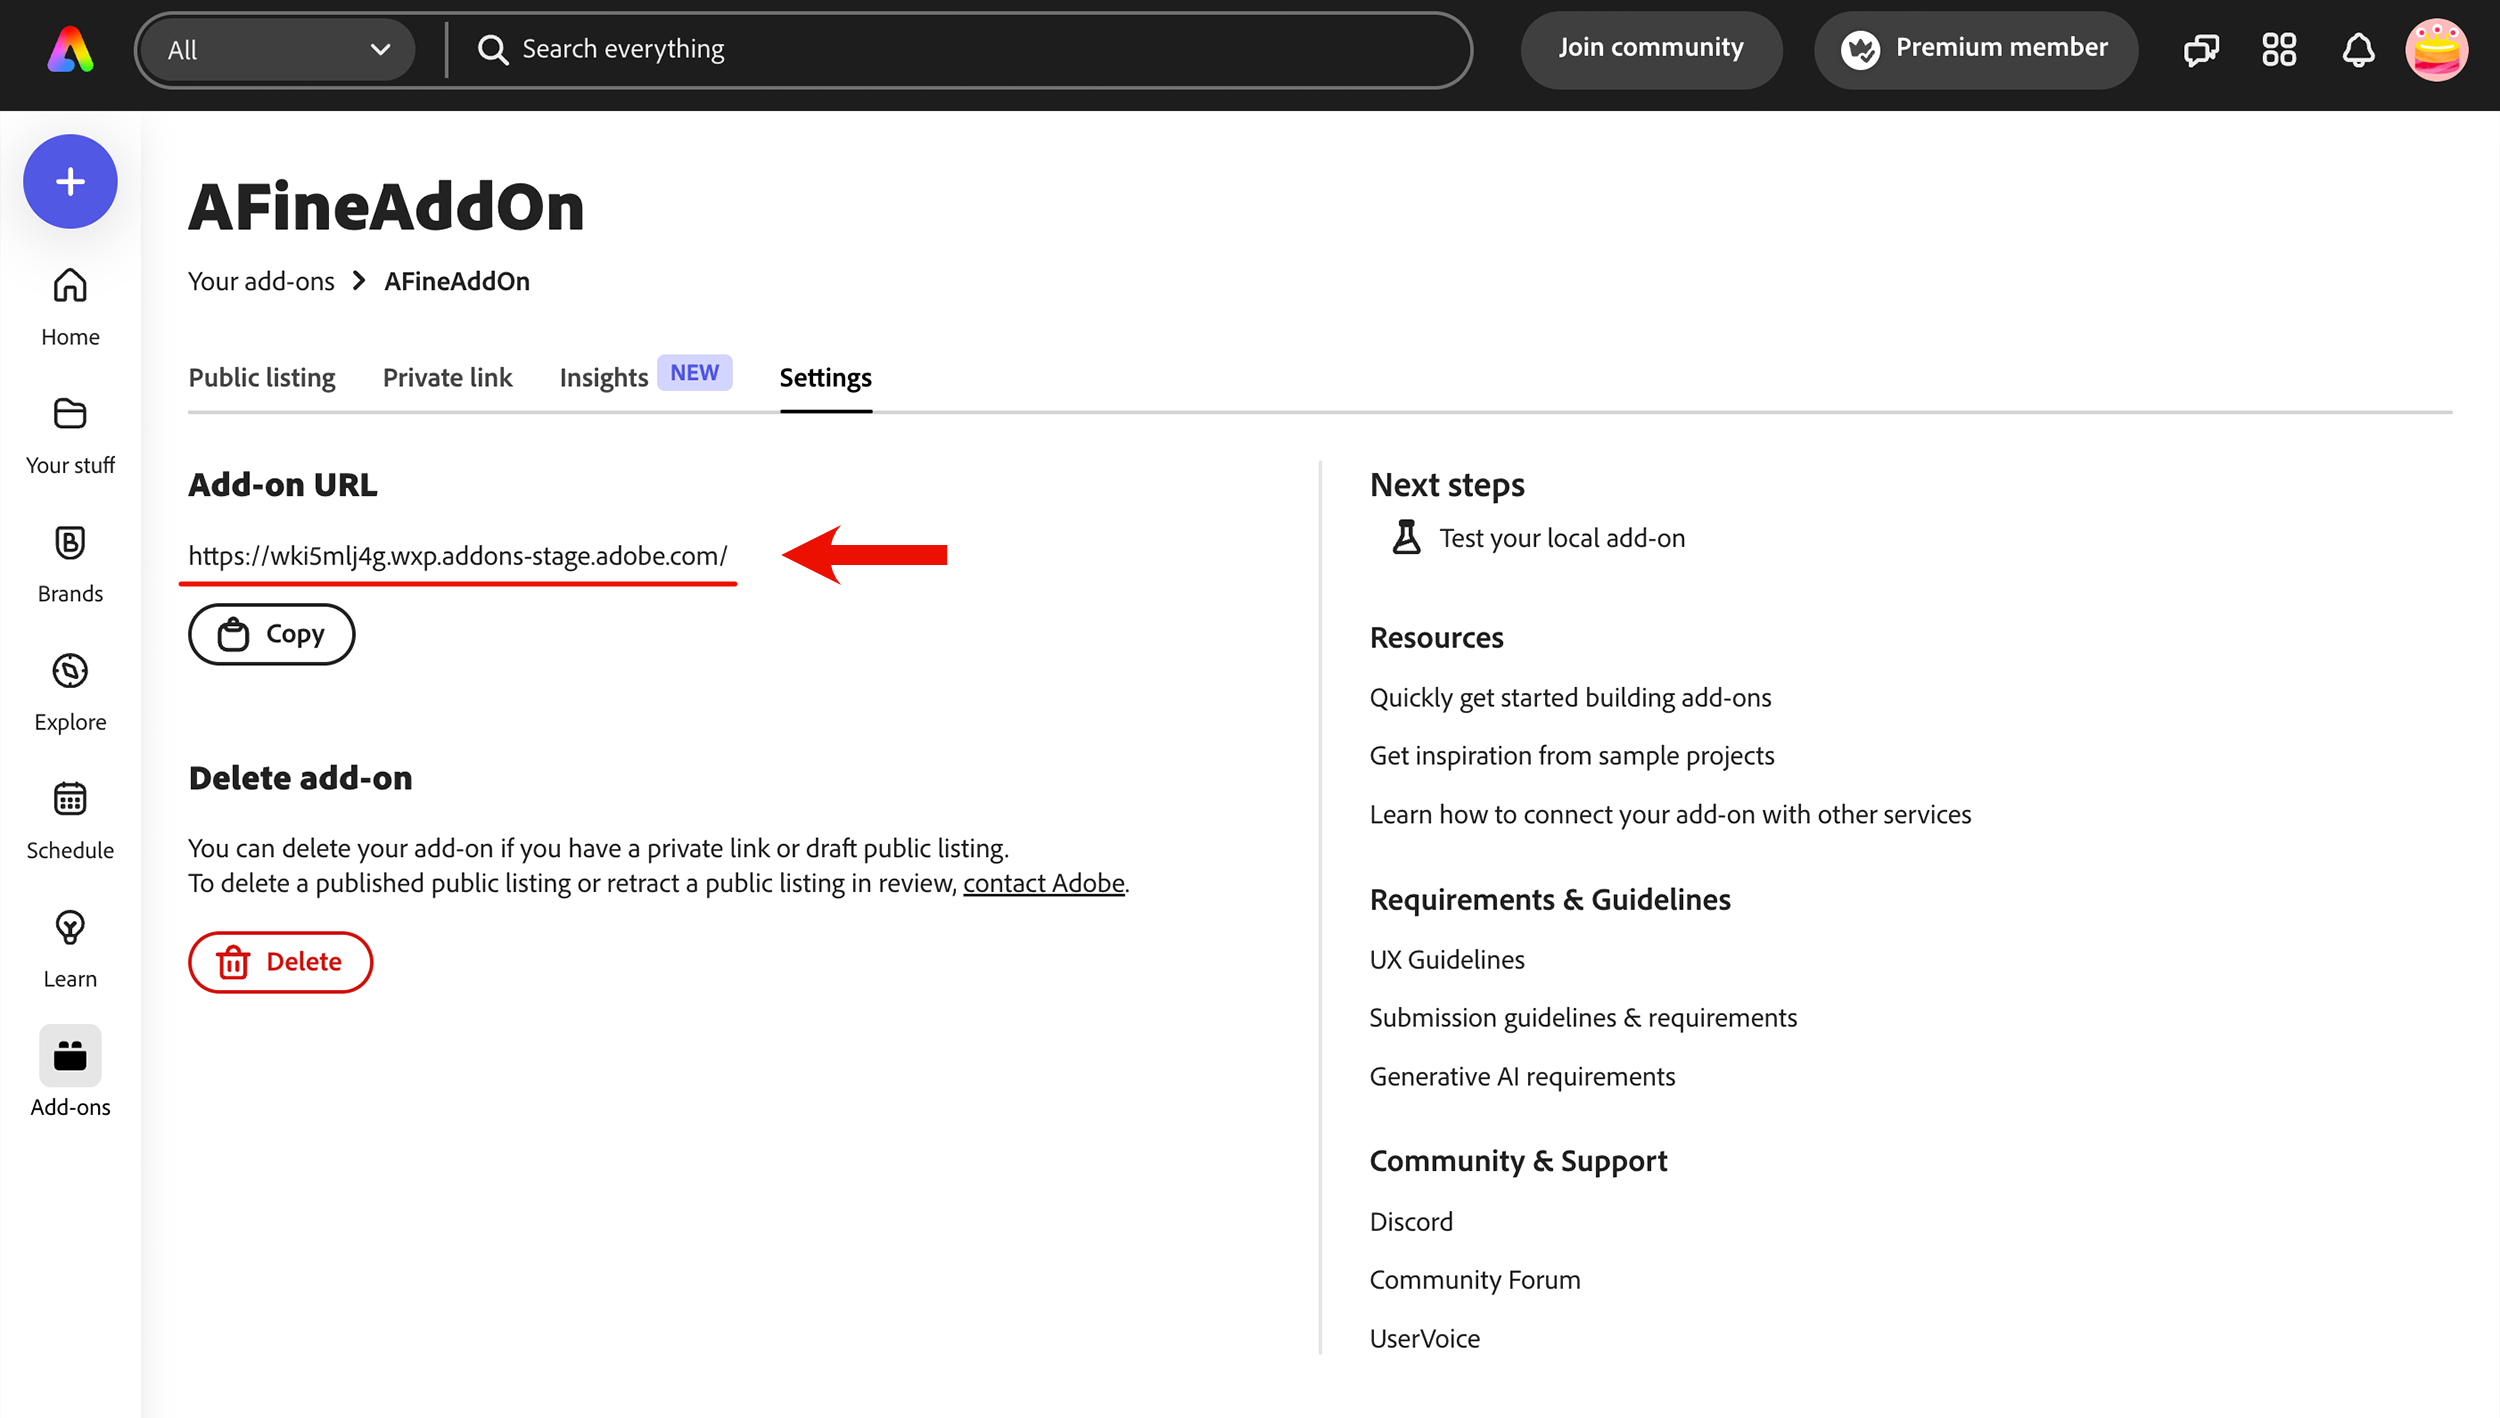 All
Search everything
Join community
Premium member
Home
Your stuff
Brands
Explore
Schedule
Learn
Add-ons
AFineAddOn
Your add-ons > AFineAddOn
Public listing
Private link
Insights NEW
Settings
Add-on URL
https://wki5mlj4g.wxp.addons-stage.adobe.com/
Copy
Delete add-on
You can delete your add-on if you have a private link or draft public listing.
To delete a published public listing or retract a public listing in review, contact Adobe.
Delete
Next steps
Test your local add-on
Resources
Quickly get started building add-ons
Get inspiration from sample projects
Learn how to connect your add-on with other services
Requirements & Guidelines
UX Guidelines
Submission guidelines & requirements
Generative AI requirements
Community & Support
Discord
Community Forum
UserVoice